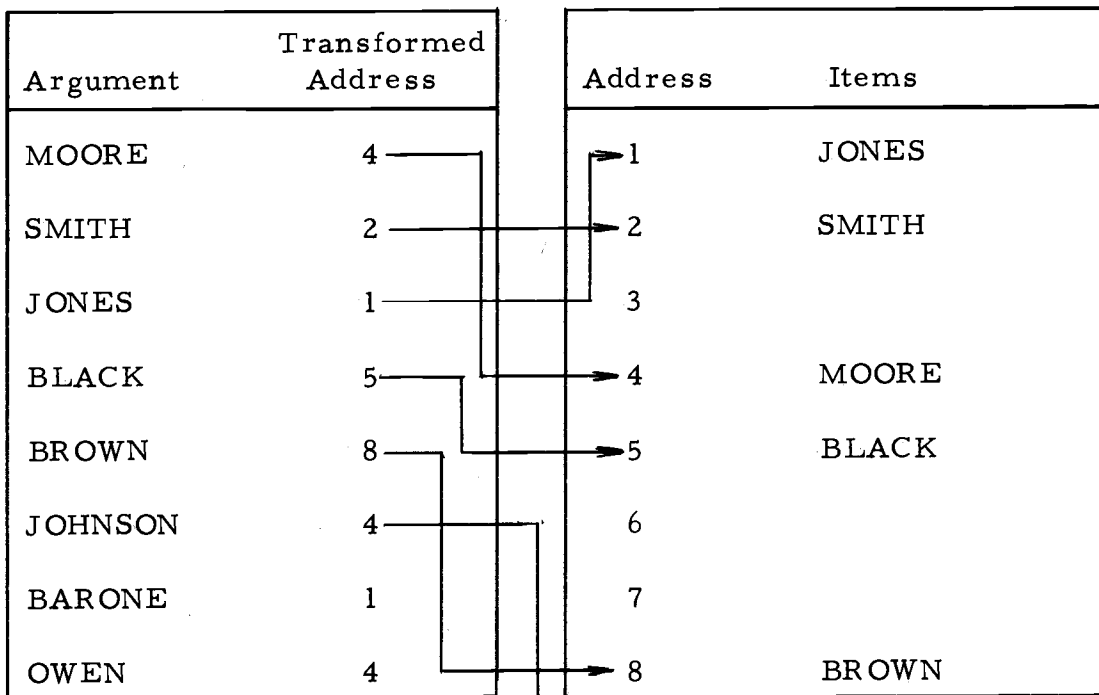 Transformed
Argument Address
MOORE 4
SMITH 2
JONES 1
BLACK 5
BROWN 8
JOHNSON 4
BARONE 1
OWEN 4
Address Items
1 JONES
2 SMITH
3
4 MOORE
5 BLACK
6
7
8 BROWN